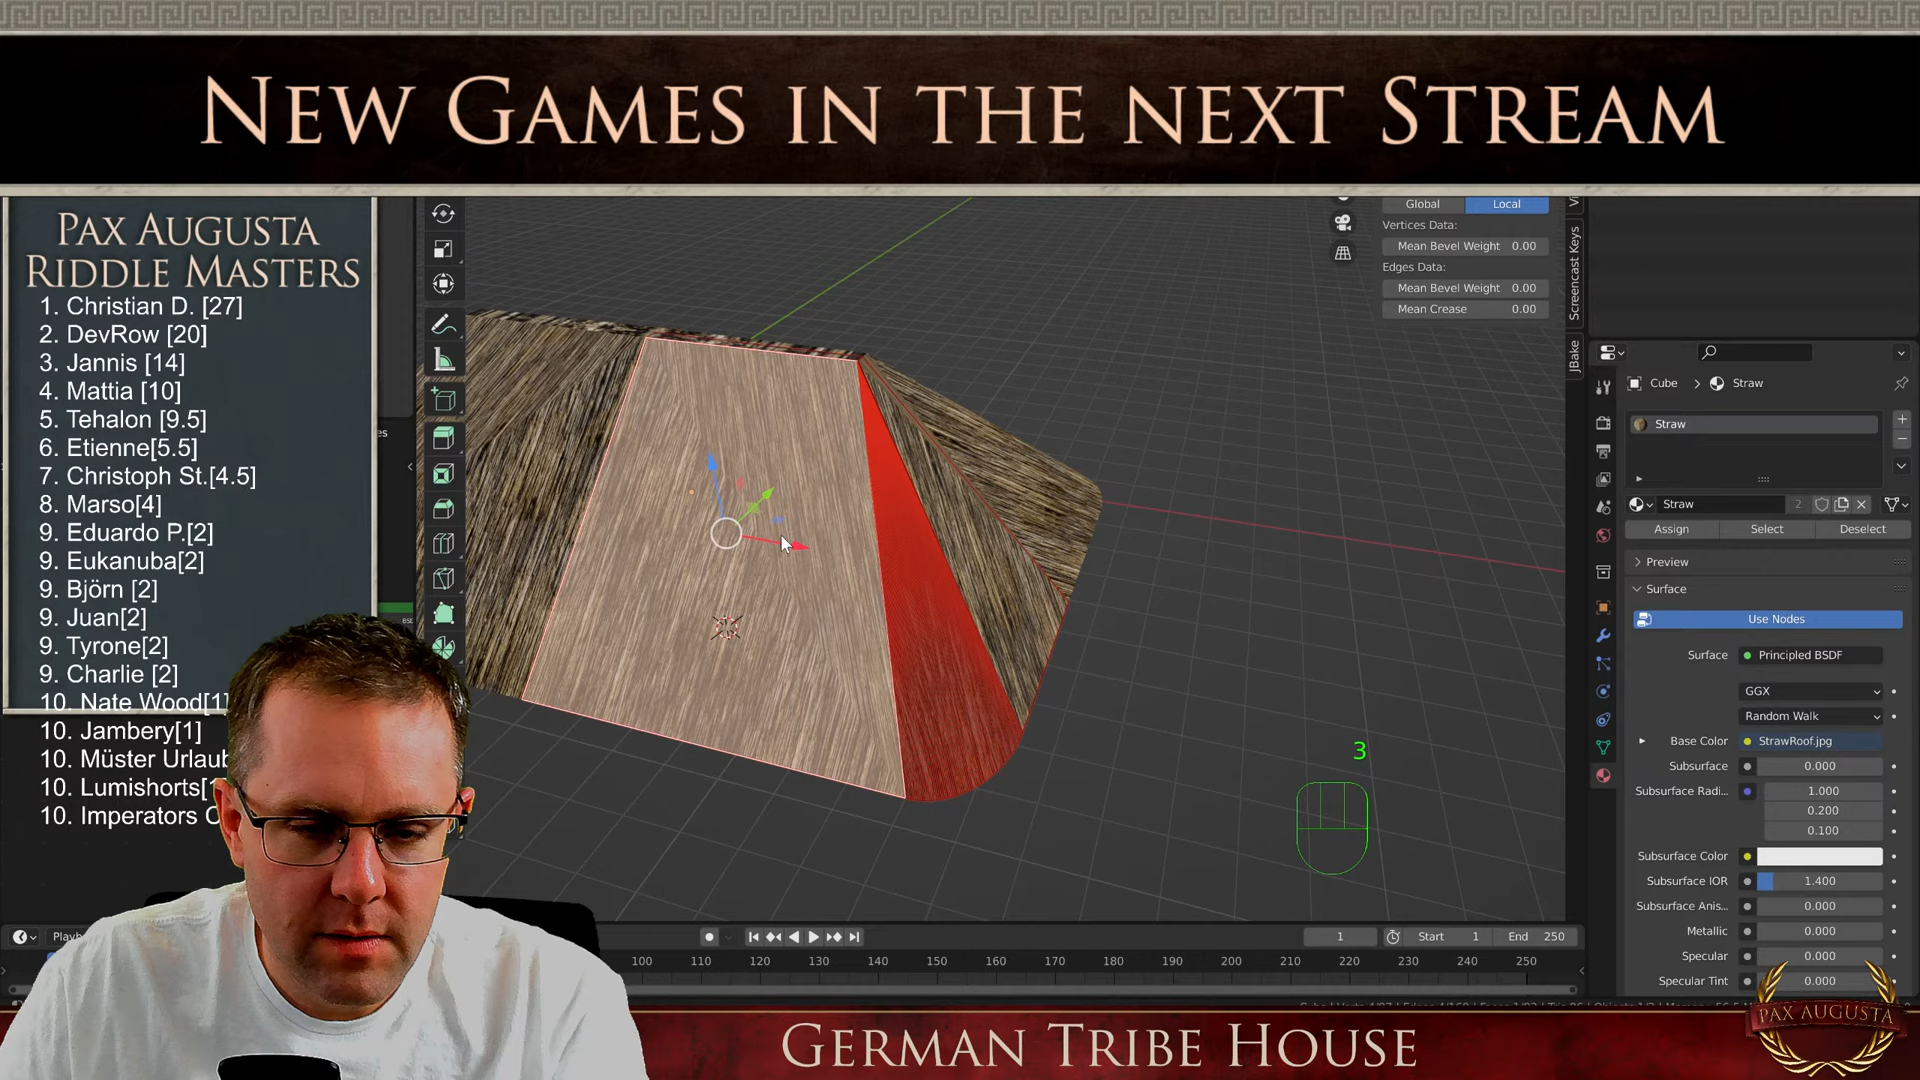 New Games in the next Stream
Pax Augusta
Riddle Masters
1. Christian D. [27]
2. DevRow [20]
3. Jannis [14]
4. Mattia [10]
5. Tehalon [9.5]
6. Etienne[5.5]
7. Christoph St.[4.5]
8. Marso[4]
9. Eduardo P.[2]
9. Eukanuba[2]
9. Björn [2]
9. Juan[2]
9. Tyrone[2]
9. Charlie [2]
10. Nate Wood[1]
10. Jambery[1]
10. Müster Urlaub
10. Lumishorts[1
10. Imperators C
Global Local
Vertices Data:
Mean Bevel Weight 0.00
Edges Data:
Mean Bevel Weight 0.00
Mean Crease 0.00
Screencast Keys
JBake
3
Cube > Straw
Straw
Straw 2
Assign Select Deselect
Preview
Surface
Use Nodes
Surface Principled BSDF
GGX
Random Walk
Base Color StrawRoof.jpg
Subsurface 0.000
Subsurface Radi... 1.000
0.200
0.100
Subsurface Color
Subsurface IOR 1.400
Subsurface Anis... 0.000
Metallic 0.000
Specular 0.000
Specular Tint 0.000
Playb
1 Start 1 End 250
100 110 120 130 140 150 160 170 180 190 200 210 220 230 240 250
German Tribe House
Pax Augusta